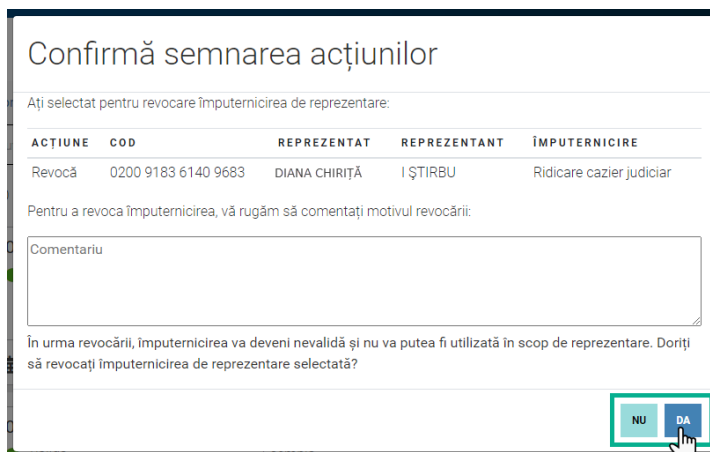 Confirmă semnarea acțiunilor
Ați selectat pentru revocare împuternicirea de reprezentare:
ACȚIUNE COD REPREZENTAT REPREZENTANT ÎMPUTERNICIRE
Revocă 0200 9183 6140 9683 DIANA CHIRIȚĂ I ȘTIRBU Ridicare cazier judiciar
Pentru a revoca împuternicirea, vă rugăm să comentați motivul revocării:
Comentariu
În urma revocării, împuternicirea va deveni nevalidă și nu va putea fi utilizată în scop de reprezentare. Doriți
să revocați împuternicirea de reprezentare selectată?
NU DA